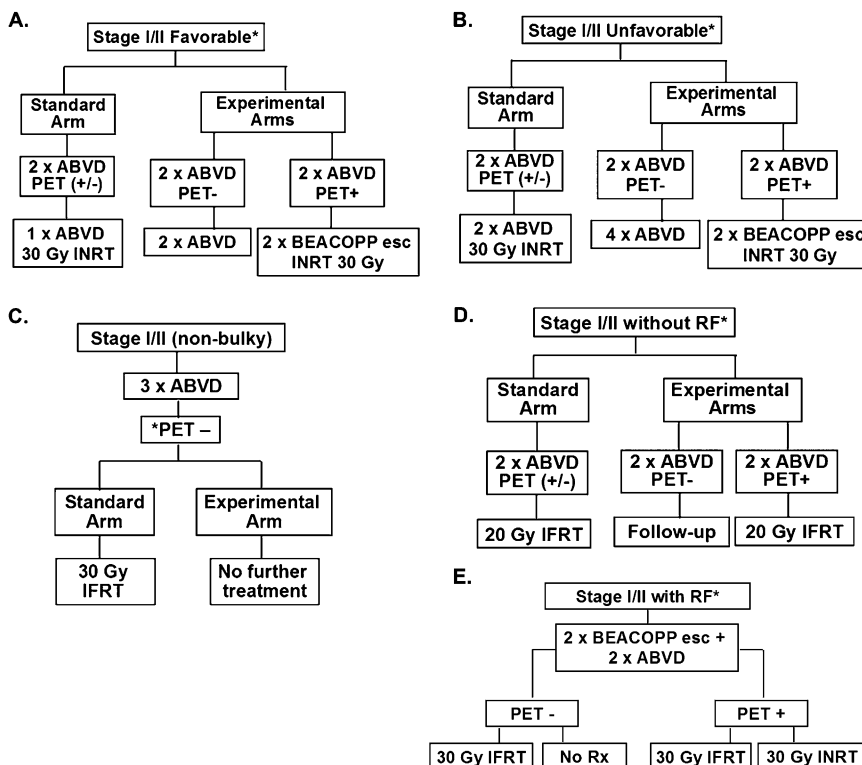 A.
Stage I/II Favorable*
Standard
Arm
Experimental
Arms
2 x ABVD
PET (+/-)
2 x ABVD
PET-
2 x ABVD
PET+
1 x ABVD
30 Gy INRT
2 x ABVD
2 x BEACOPP esc
INRT 30 Gy
B.
Stage I/II Unfavorable*
Standard
Arm
Experimental
Arms
2 x ABVD
PET (+/-)
2 x ABVD
PET-
2 x ABVD
PET+
2 x ABVD
30 Gy INRT
4 x ABVD
2 x BEACOPP esc
INRT 30 Gy
C.
Stage I/II (non-bulky)
3 x ABVD
*PET –
Standard
Arm
Experimental
Arm
30 Gy
IFRT
No further
treatment
D.
Stage I/II without RF*
Standard
Arm
Experimental
Arms
2 x ABVD
PET (+/-)
2 x ABVD
PET-
2 x ABVD
PET+
20 Gy IFRT
Follow-up
20 Gy IFRT
E.
Stage I/II with RF*
2 x BEACOPP esc +
2 x ABVD
PET -
PET +
30 Gy IFRT
No Rx
30 Gy IFRT
30 Gy INRT